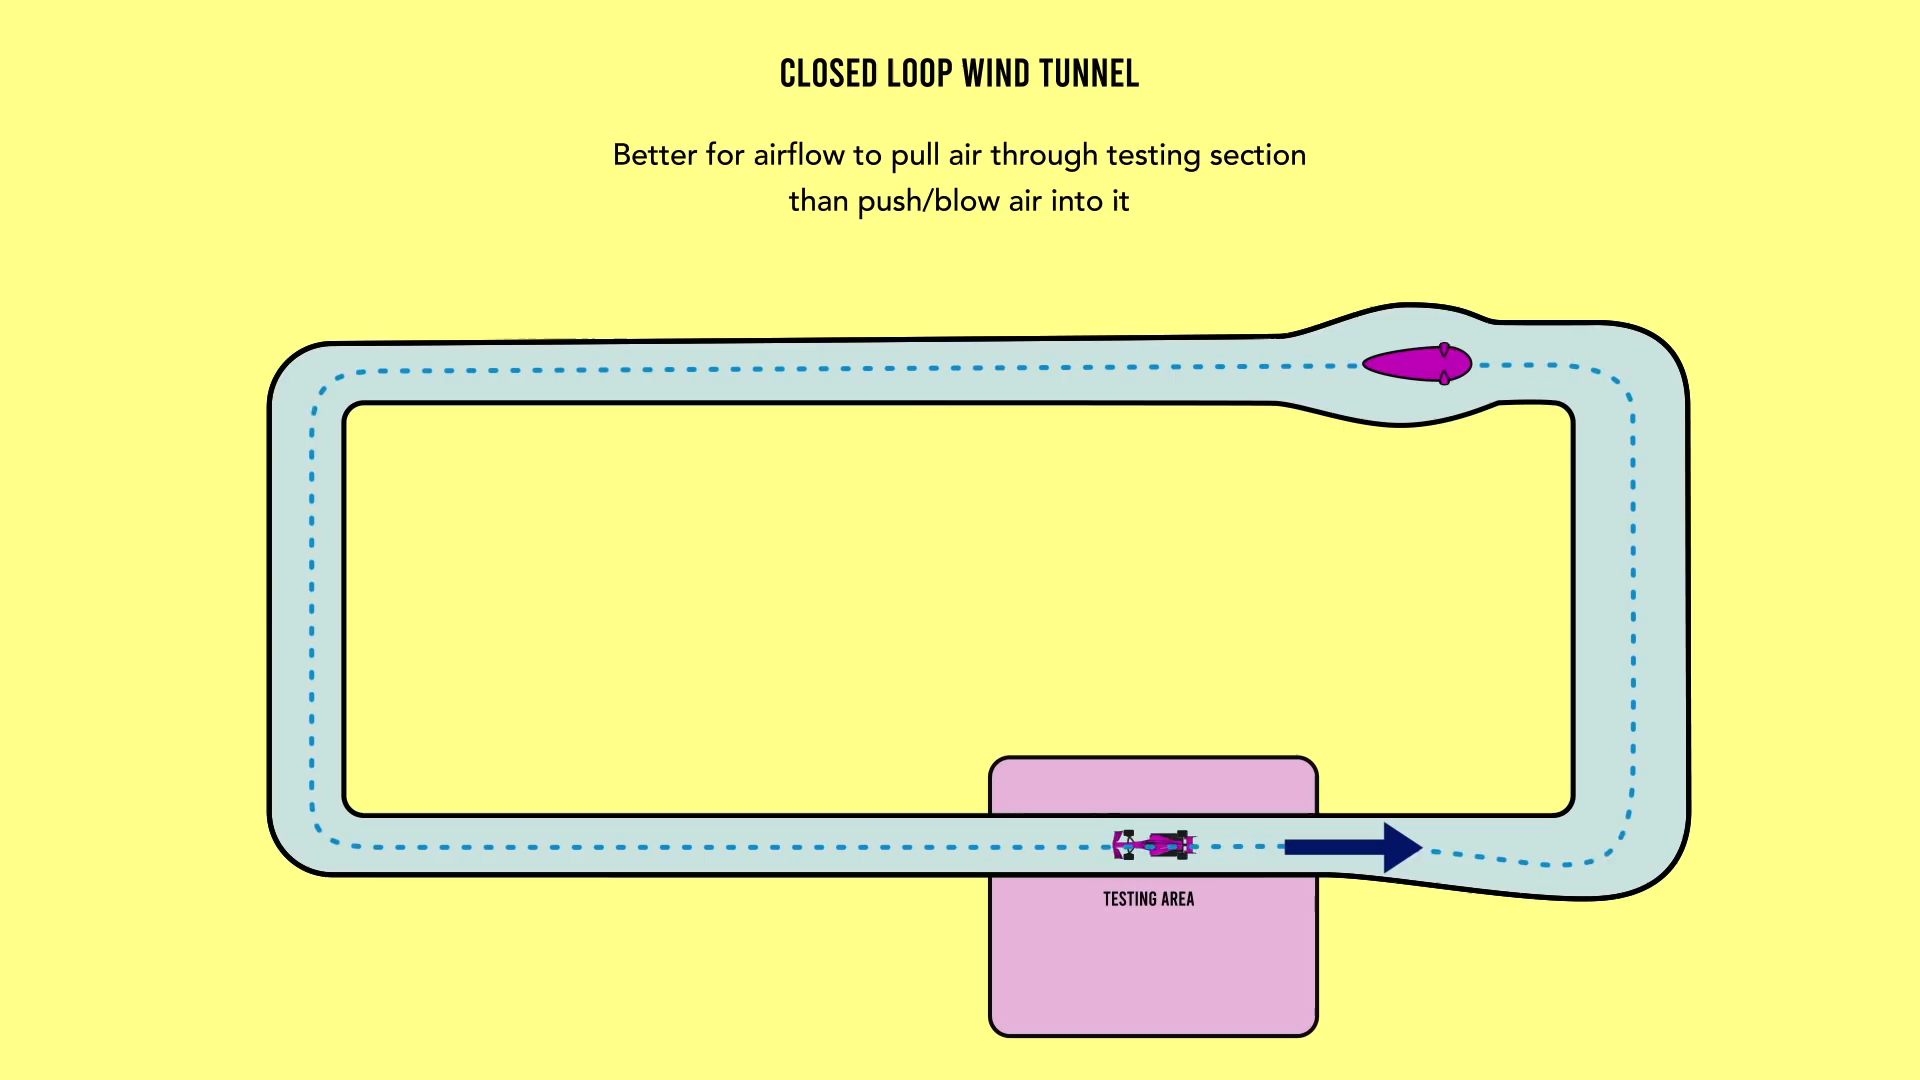 CLOSED LOOP WIND TUNNEL
Better for airflow to pull air through testing section
than push/blow air into it
TESTING AREA